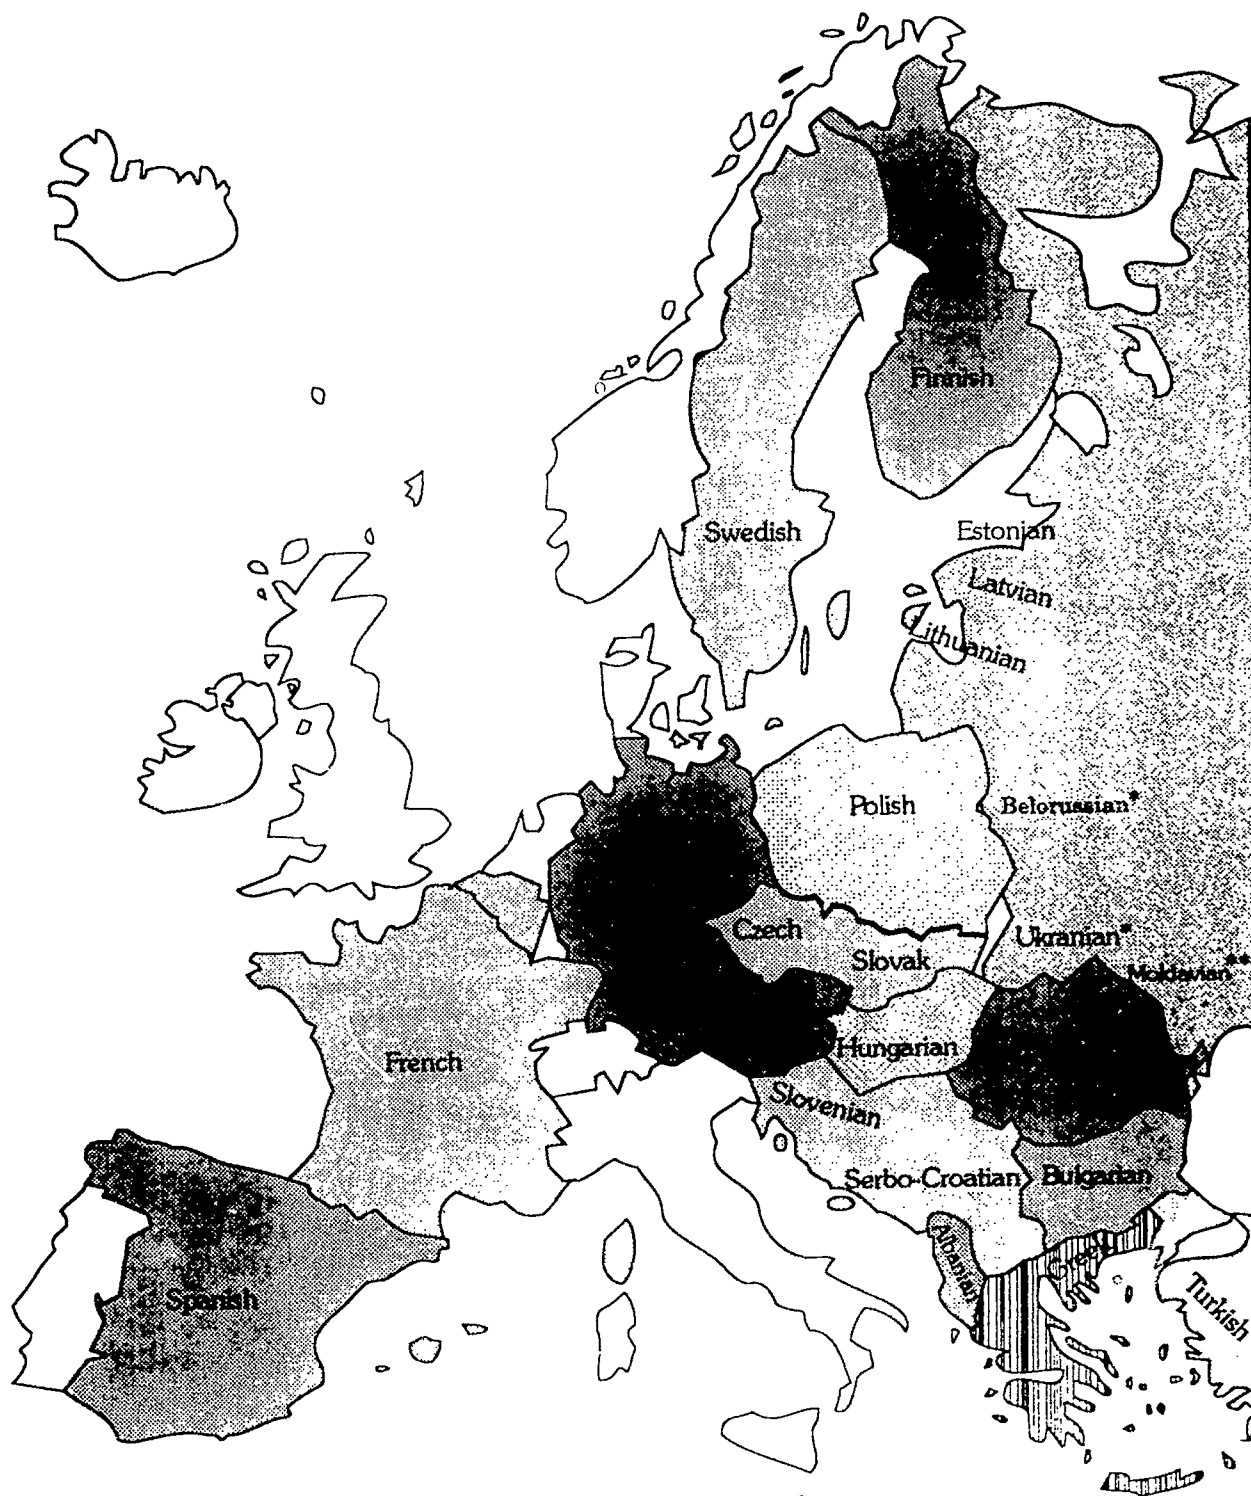 Finnish
Swedish
Estonian
Latvian
Lithuanian
Polish
Belorussian*
Czech
Ukranian*
Slovak
Moldavian**
Hungarian
French
Slovenian
Serbo-Croatian
Bulgarian
Albanian
Greek
Spanish
Turkish